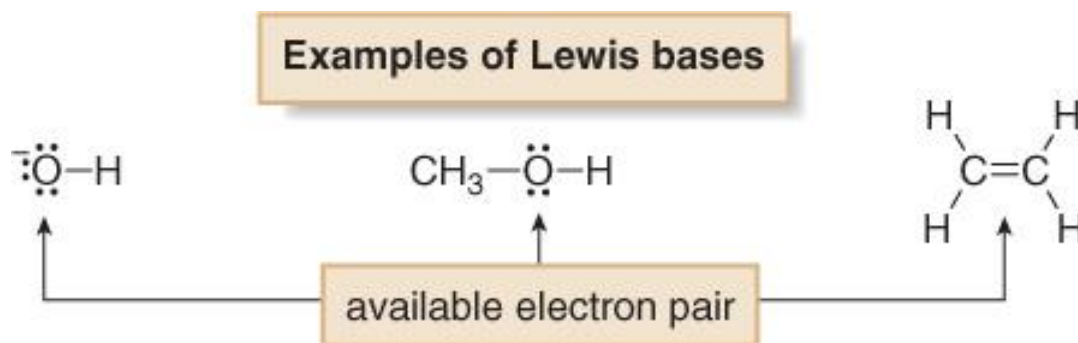 Examples of Lewis bases
⁻:Ö–H
CH₃–Ö–H
H H
C=C
H H
available electron pair